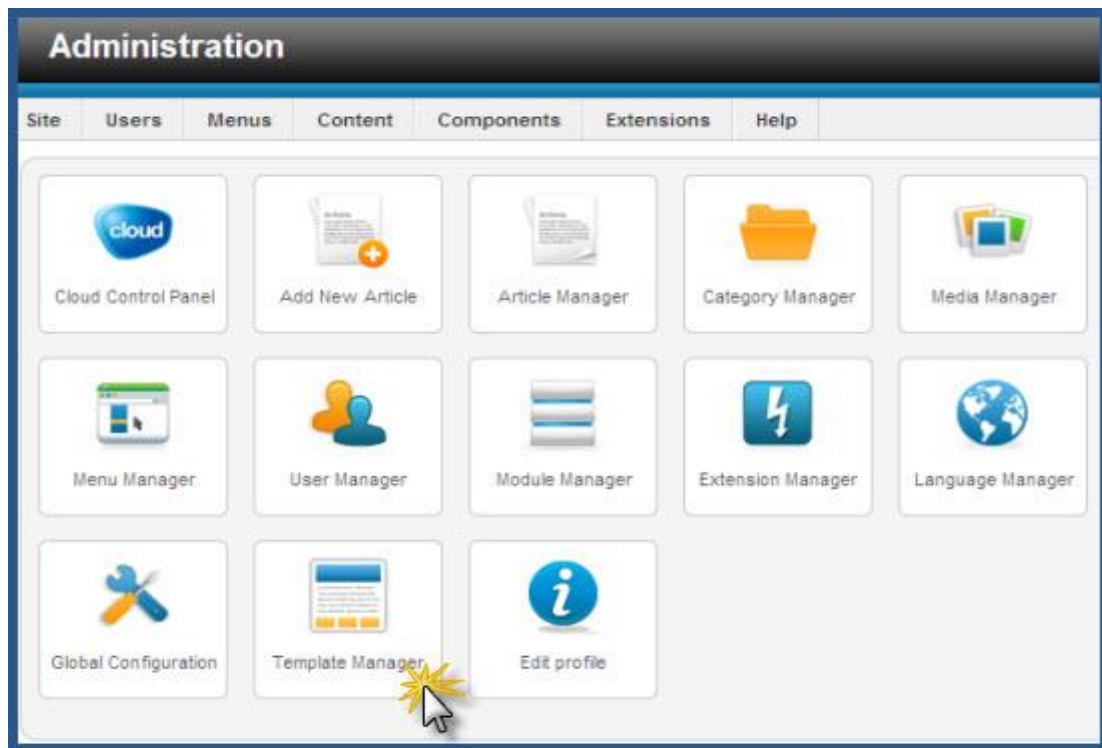 Administration
Site Users Menus Content Components Extensions Help
cloud
Cloud Control Panel Add New Article Article Manager Category Manager Media Manager
Menu Manager User Manager Module Manager Extension Manager Language Manager
Global Configuration Template Manager Edit profile